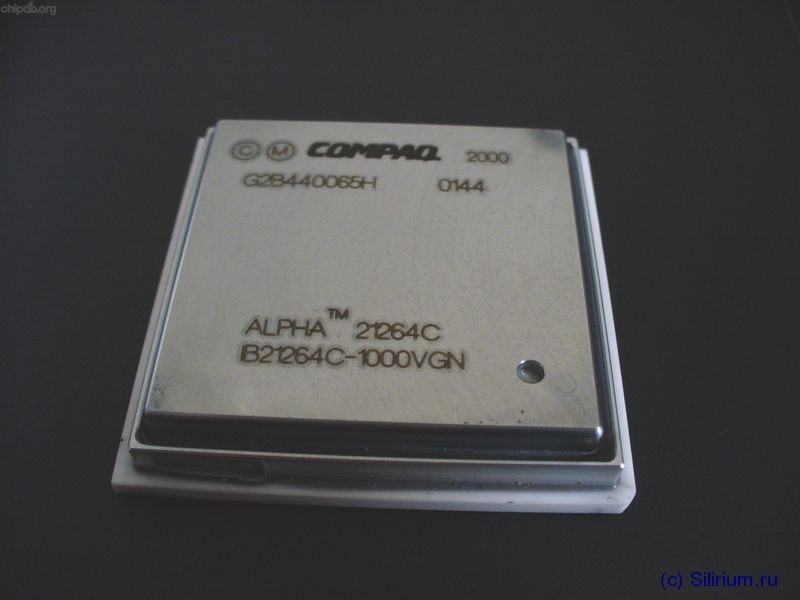 chipdb.org
© Ⓜ COMPAQ 2000
G2B440065H 0144
ALPHA™ 21264C
IB21264C-1000VGN
(c) Silirium.ru